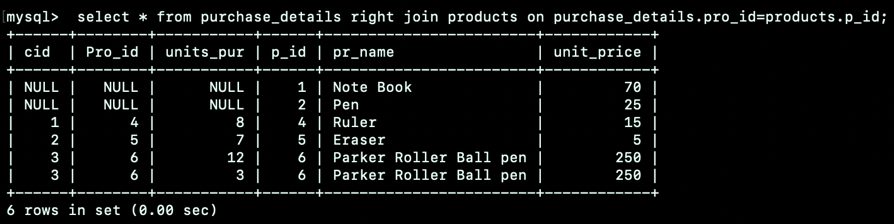 mysql>  select * from purchase_details right join products on purchase_details.pro_id=products.p_id;
+------+--------+-----------+------+-------------------------+------------+
| cid  | Pro_id | units_pur | p_id | pr_name                 | unit_price |
+------+--------+-----------+------+-------------------------+------------+
| NULL |   NULL |      NULL |    1 | Note Book               |         70 |
| NULL |   NULL |      NULL |    2 | Pen                     |         25 |
|    1 |      4 |         8 |    4 | Ruler                   |         15 |
|    2 |      5 |         7 |    5 | Eraser                  |          5 |
|    3 |      6 |        12 |    6 | Parker Roller Ball pen  |        250 |
|    3 |      6 |         3 |    6 | Parker Roller Ball pen  |        250 |
+------+--------+-----------+------+-------------------------+------------+
6 rows in set (0.00 sec)